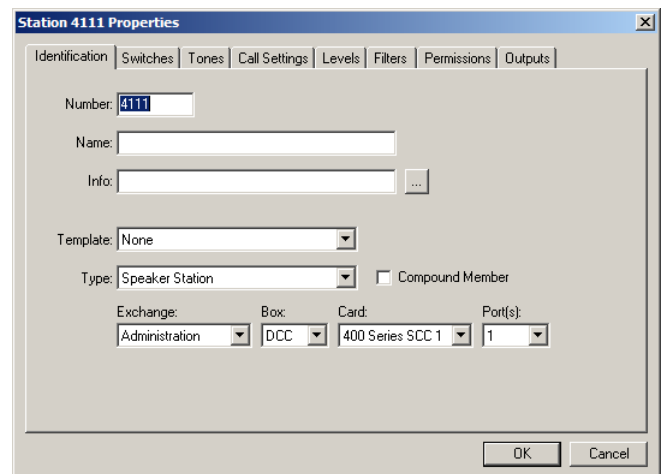 Station 4111 Properties
Identification Switches Tones Call Settings Levels Filters Permissions Outputs
Number: 4111
Name:
Info: ...
Template: None
Type: Speaker Station Compound Member
Exchange: Box: Card: Port(s):
Administration DCC 400 Series SCC 1 1
OK Cancel